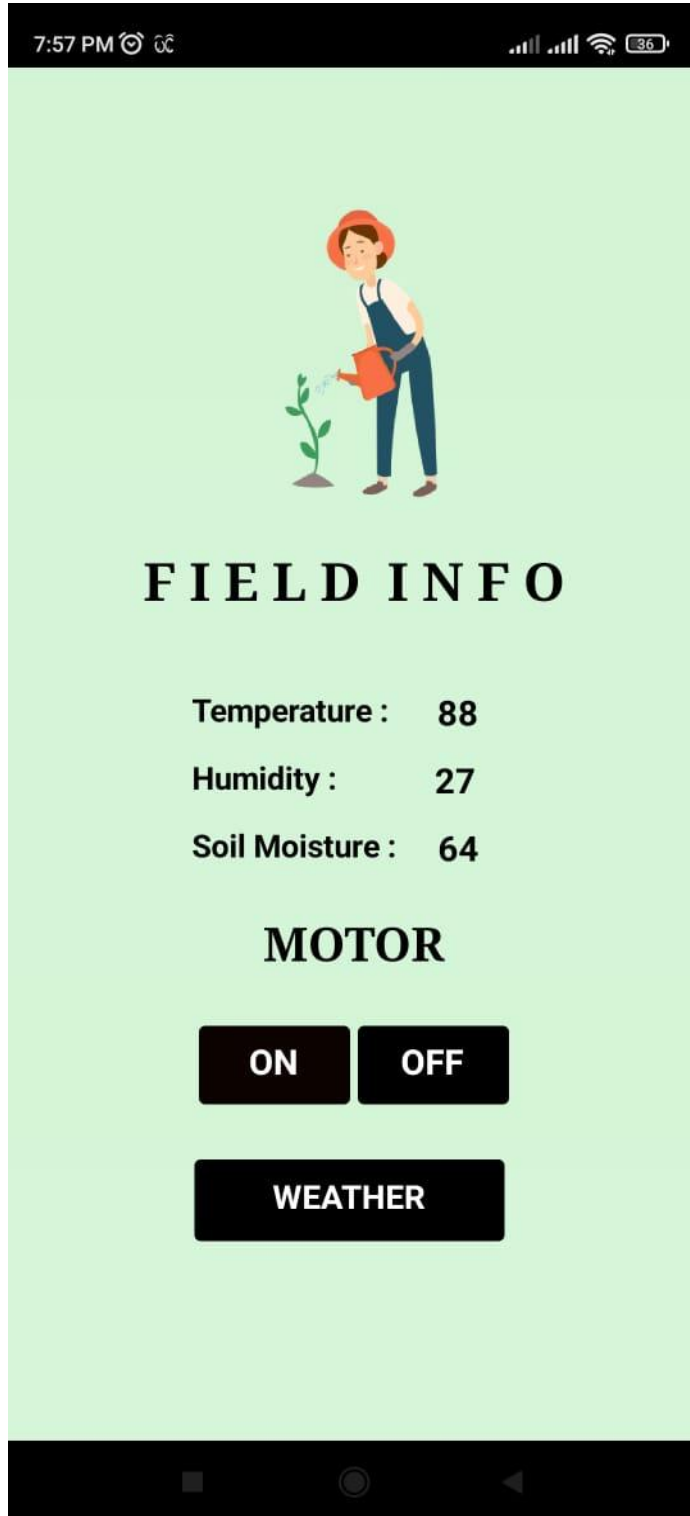 7:57 PM
36
FIELD INFO
Temperature : 88
Humidity : 27
Soil Moisture : 64
MOTOR
ON OFF
WEATHER